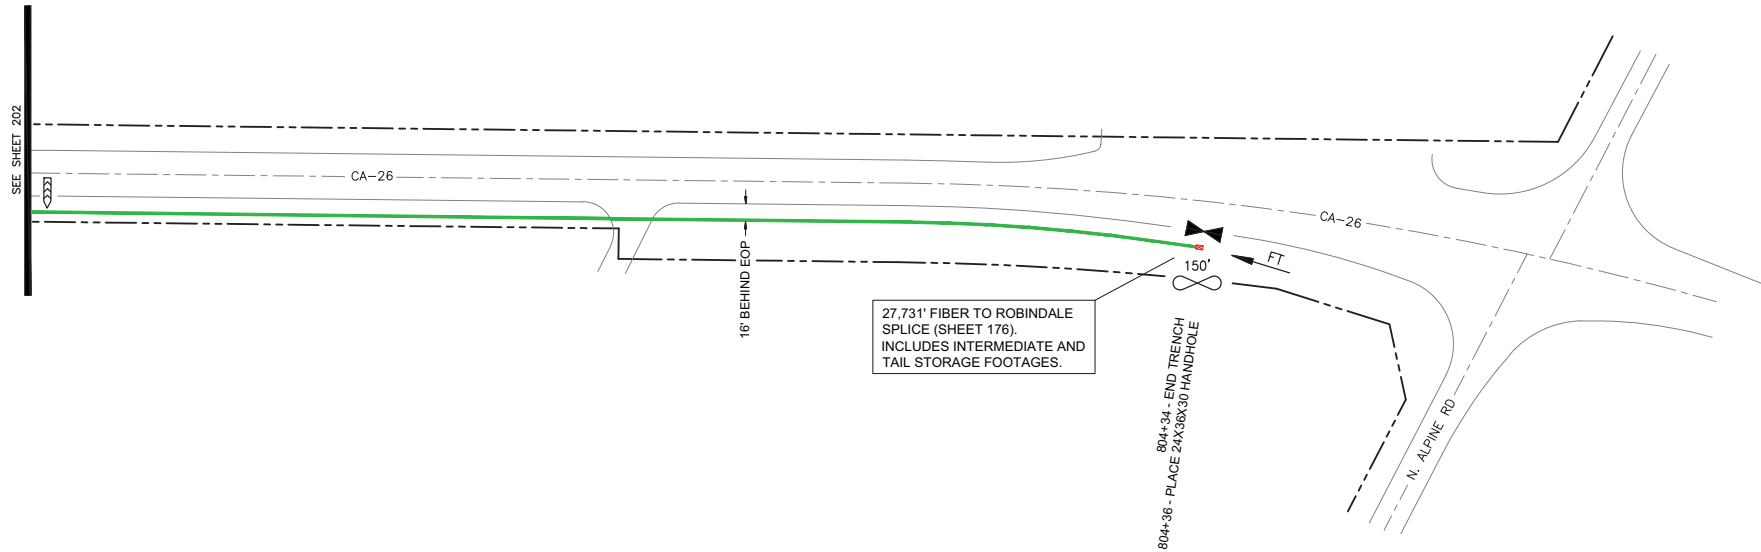 SEE SHEET 202
CA-26
CA-26
16' BEHIND EOP
150'
FT
27,731' FIBER TO ROBINDALE
SPLICE (SHEET 176).
INCLUDES INTERMEDIATE AND
TAIL STORAGE FOOTAGES.
804+34 - END TRENCH
804+36 - PLACE 24X36X30 HANDHOLE
N. ALPINE RD